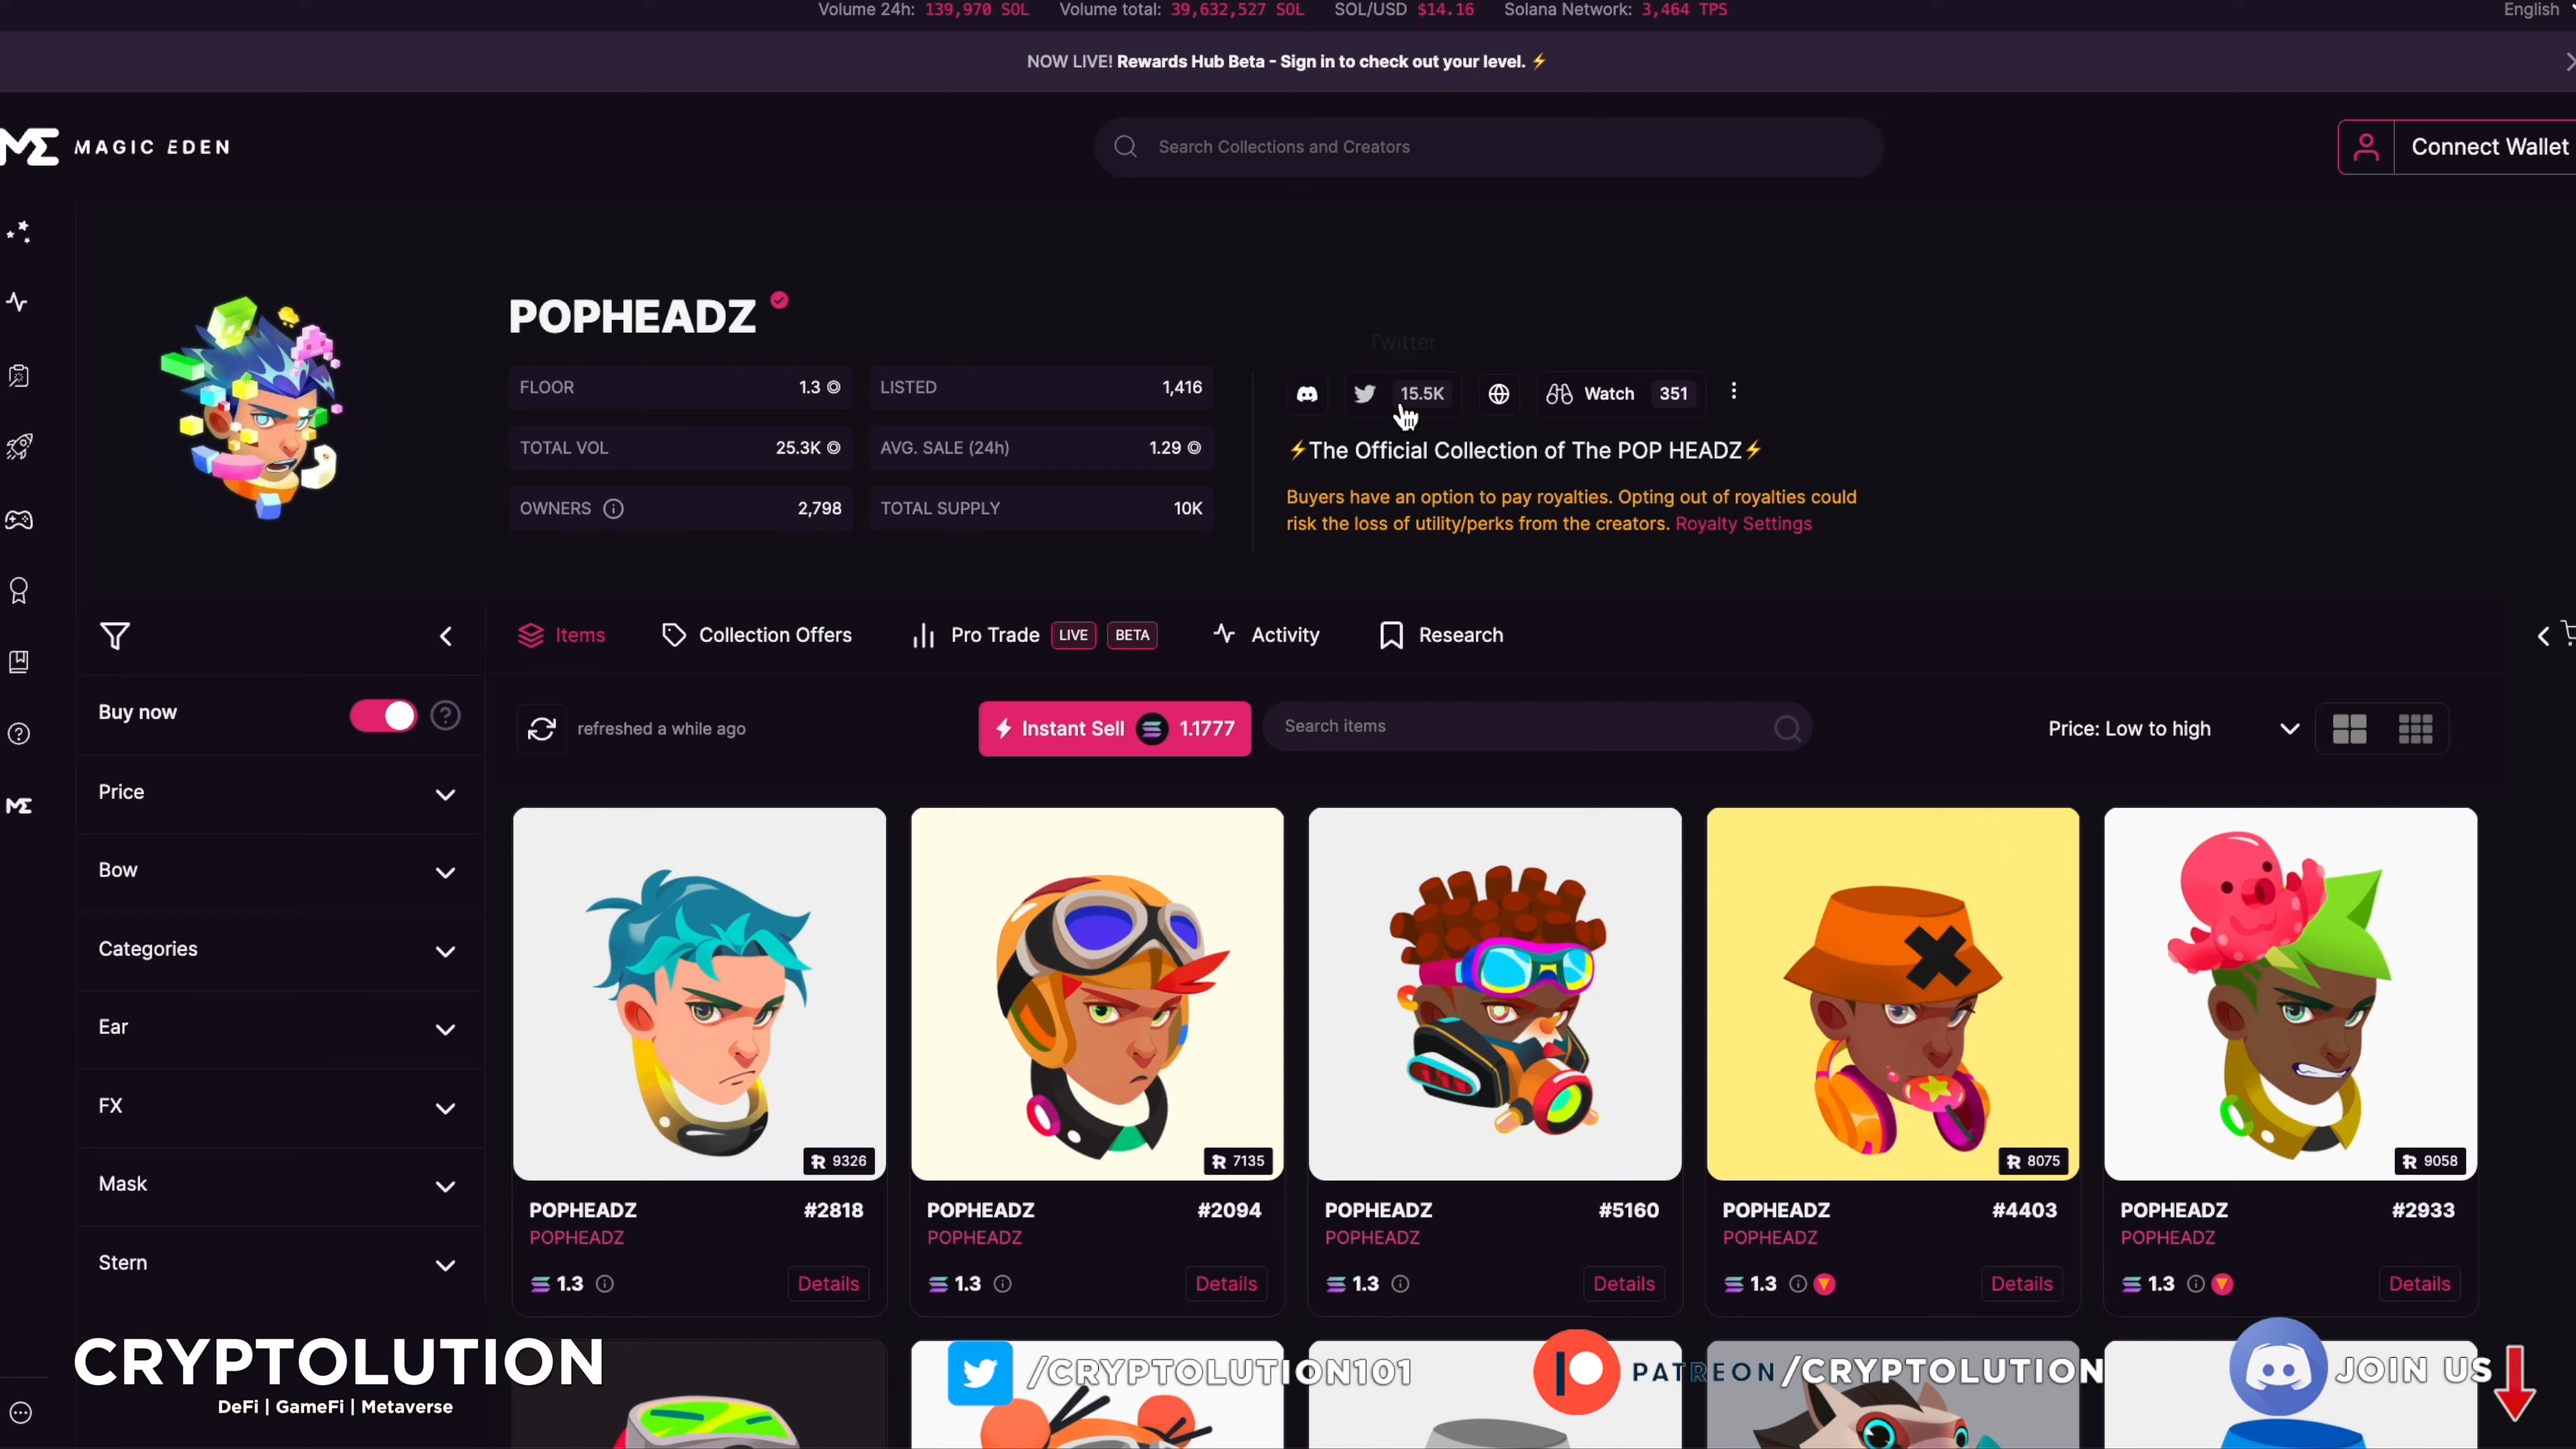 Volume 24h: 139,970 SOL Volume total: 39,632,527 SOL SOL/USD $14.16 Solana Network: 3,464 TPS English
NOW LIVE! Rewards Hub Beta - Sign in to check out your level. ⚡
MAGIC EDEN
Search Collections and Creators
Connect Wallet
POPHEADZ
Twitter
FLOOR 1.3 LISTED 1,416
15.5K Watch 351
TOTAL VOL 25.3K AVG. SALE (24h) 1.29
⚡The Official Collection of The POP HEADZ⚡
OWNERS 2,798 TOTAL SUPPLY 10K
Buyers have an option to pay royalties. Opting out of royalties could
risk the loss of utility/perks from the creators. Royalty Settings
Items Collection Offers Pro Trade LIVE BETA Activity Research
Buy now
refreshed a while ago
Instant Sell 1.1777
Search items
Price: Low to high
Price
Bow
Categories
Ear
FX
Mask
Stern
9326 7135 8075 9058
POPHEADZ #2818 POPHEADZ #2094 POPHEADZ #5160 POPHEADZ #4403 POPHEADZ #2933
POPHEADZ POPHEADZ POPHEADZ POPHEADZ POPHEADZ
1.3 Details 1.3 Details 1.3 Details 1.3 Details 1.3 Details
CRYPTOLUTION
DeFi | GameFi | Metaverse
/CRYPTOLUTION101
PATREON /CRYPTOLUTION
JOIN US